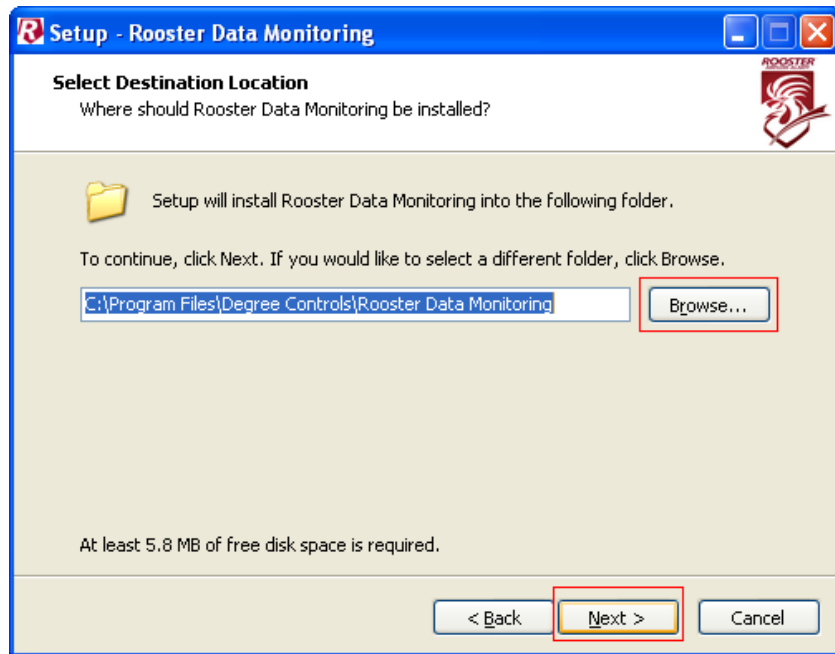 Setup - Rooster Data Monitoring
ROOSTER
Select Destination Location
Where should Rooster Data Monitoring be installed?
Setup will install Rooster Data Monitoring into the following folder.
To continue, click Next. If you would like to select a different folder, click Browse.
C:\Program Files\Degree Controls\Rooster Data Monitoring
Browse...
At least 5.8 MB of free disk space is required.
< Back
Next >
Cancel